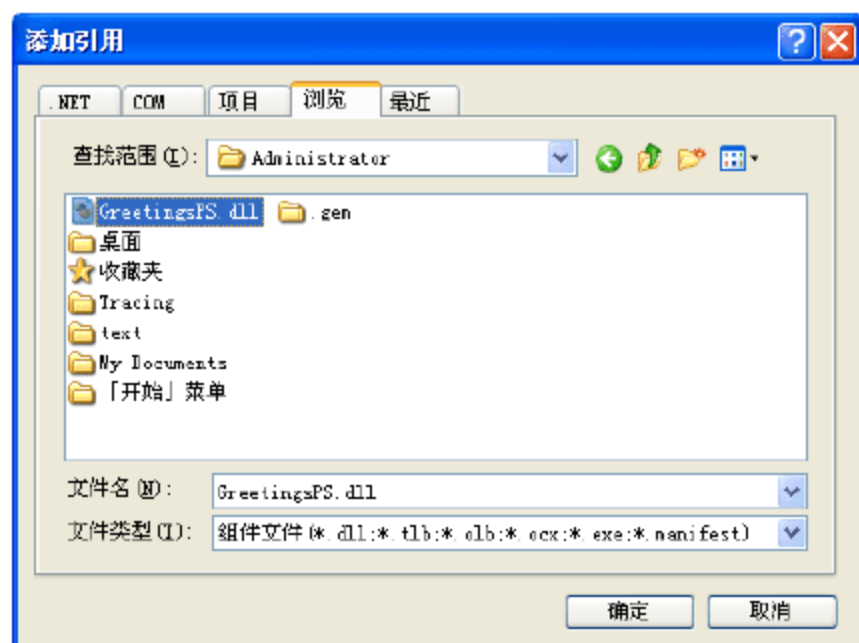 添加引用
.NET COM 项目 浏览 最近
查找范围(I): Administrator
GreetingsPS.dll .gen
桌面
收藏夹
Tracing
text
My Documents
「开始」菜单
文件名(N): GreetingsPS.dll
文件类型(T): 组件文件(*.dll;*.tlb;*.olb;*.ocx;*.exe;*.manifest)
确定 取消